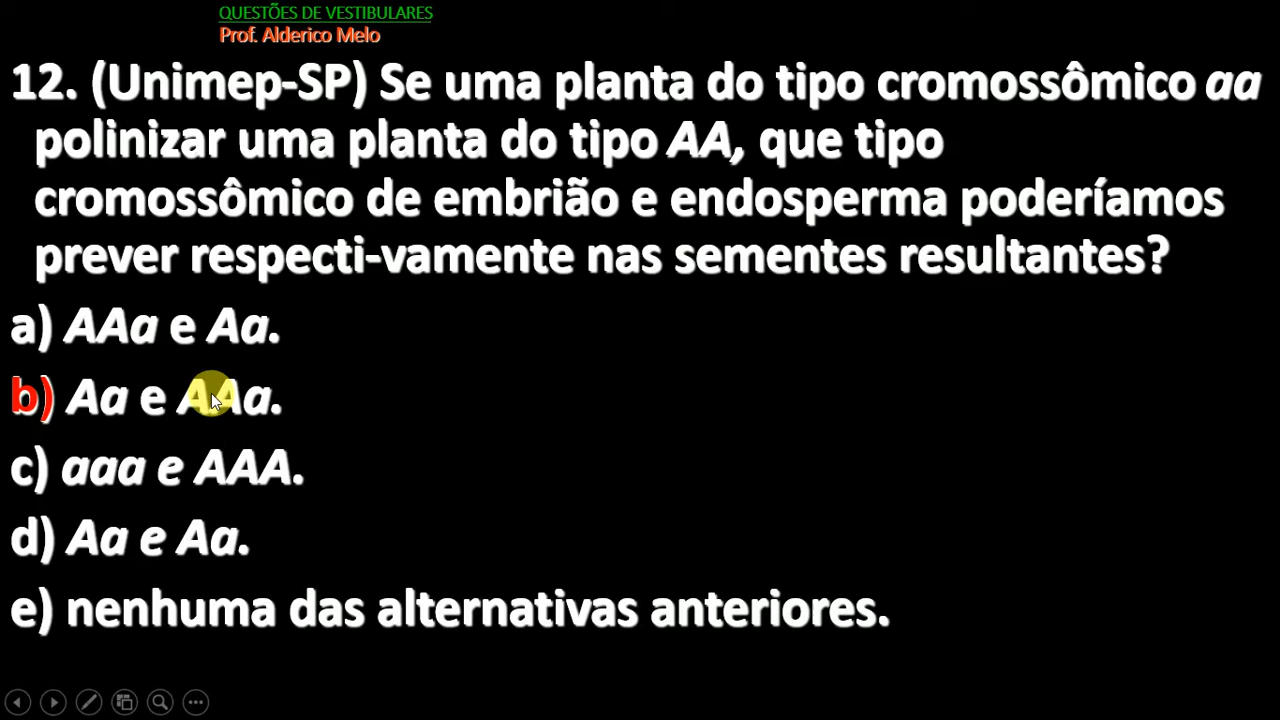 QUESTÕES DE VESTIBULARES
Prof. Alderico Melo
12. (Unimep-SP) Se uma planta do tipo cromossômico aa
polinizar uma planta do tipo AA, que tipo
cromossômico de embrião e endosperma poderíamos
prever respecti-vamente nas sementes resultantes?
a) AAa e Aa.
b) Aa e AAa.
c) aaa e AAA.
d) Aa e Aa.
e) nenhuma das alternativas anteriores.